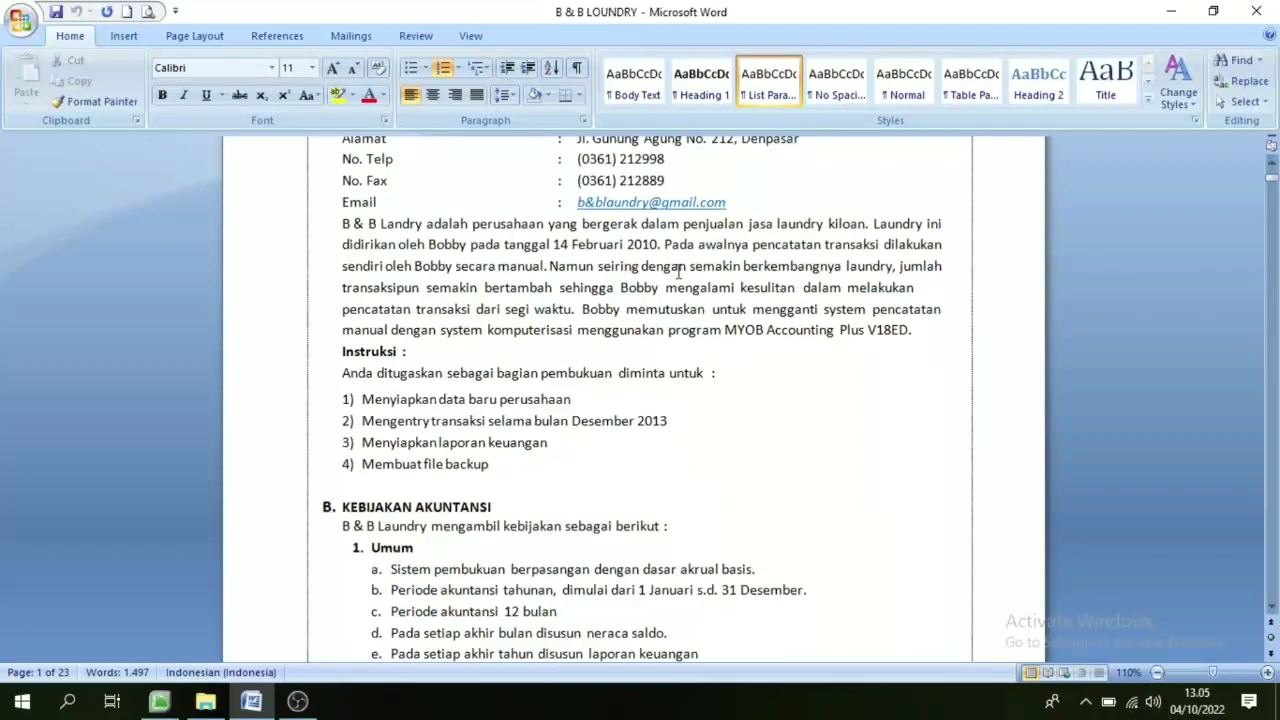 B & B LOUNDRY - Microsoft Word
Home Insert Page Layout References Mailings Review View
Paste
Cut
Copy
Format Painter
Clipboard
Calibri 11
B I U abc x₂ x² Aa
Font
Paragraph
AaBbCcDc AaBbCcDc AaBbCcDc AaBbCcDc AaBbCcDc AaBbCcDc AaBbCc AaB
¶ Body Text ¶ Heading 1 ¶ List Para... ¶ No Spaci... ¶ Normal ¶ Table Pa... Heading 2 Title
Change Styles
Styles
Find
Replace
Select
Editing
Alamat : Jl. Gunung Agung No. 212, Denpasar
No. Telp : (0361) 212998
No. Fax : (0361) 212889
Email : b&blaundry@gmail.com
B & B Landry adalah perusahaan yang bergerak dalam penjualan jasa laundry kiloan. Laundry ini
didirikan oleh Bobby pada tanggal 14 Februari 2010. Pada awalnya pencatatan transaksi dilakukan
sendiri oleh Bobby secara manual. Namun seiring dengan semakin berkembangnya laundry, jumlah
transaksipun semakin bertambah sehingga Bobby mengalami kesulitan dalam melakukan
pencatatan transaksi dari segi waktu. Bobby memutuskan untuk mengganti system pencatatan
manual dengan system komputerisasi menggunakan program MYOB Accounting Plus V18ED.
Instruksi :
Anda ditugaskan sebagai bagian pembukuan diminta untuk :
1) Menyiapkan data baru perusahaan
2) Mengentry transaksi selama bulan Desember 2013
3) Menyiapkan laporan keuangan
4) Membuat file backup
B. KEBIJAKAN AKUNTANSI
B & B Laundry mengambil kebijakan sebagai berikut :
1. Umum
a. Sistem pembukuan berpasangan dengan dasar akrual basis.
b. Periode akuntansi tahunan, dimulai dari 1 Januari s.d. 31 Desember.
c. Periode akuntansi 12 bulan
d. Pada setiap akhir bulan disusun neraca saldo.
e. Pada setiap akhir tahun disusun laporan keuangan
Activate Windows
Go to Settings to activate Windows.
Page: 1 of 23 Words: 1.497 Indonesian (Indonesia) 110%
13.05
04/10/2022